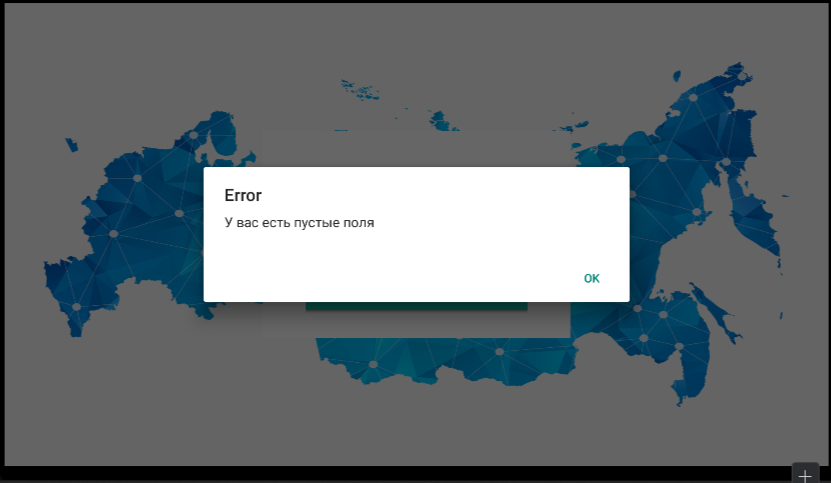 Error
У вас есть пустые поля
OK